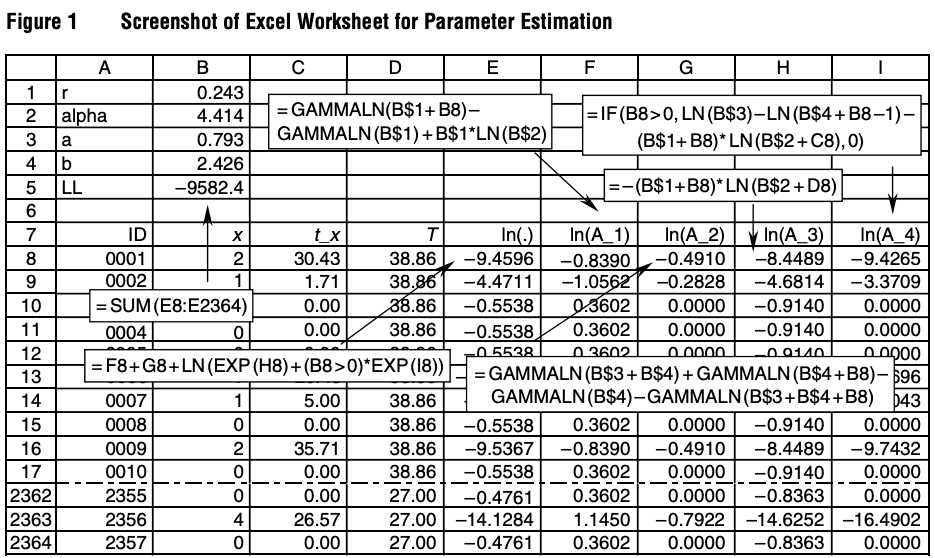 Figure 1 Screenshot of Excel Worksheet for Parameter Estimation
A B C D E F G H I
1 r 0.243
2 alpha 4.414
3 a 0.793
4 b 2.426
5 LL −9582.4
6
=GAMMALN(B$1+B8)−
GAMMALN(B$1)+B$1*LN(B$2)
=IF(B8>0,LN(B$3)−LN(B$4+B8−1)−
(B$1+B8)*LN(B$2+C8),0)
=−(B$1+B8)*LN(B$2+D8)
7 ID x t_x T ln(.) ln(A_1) ln(A_2) ln(A_3) ln(A_4)
8 0001 2 30.43 38.86 −9.4596 −0.8390 −0.4910 −8.4489 −9.4265
9 0002 1 1.71 38.86 −4.4711 −1.0562 −0.2828 −4.6814 −3.3709
=SUM(E8:E2364)
10 0.00 38.86 −0.5538 0.3602 0.0000 −0.9140 0.0000
11 0004 0 0.00 38.86 −0.5538 0.3602 0.0000 −0.9140 0.0000
12 −0.5538 0.3602 0.0000 −0.9140 0.0000
=F8+G8+LN(EXP(H8)+(B8>0)*EXP(I8))
=GAMMALN(B$3+B$4)+GAMMALN(B$4+B8)−
GAMMALN(B$4)−GAMMALN(B$3+B$4+B8)
13 696
14 0007 1 5.00 38.86 043
15 0008 0 0.00 38.86 −0.5538 0.3602 0.0000 −0.9140 0.0000
16 0009 2 35.71 38.86 −9.5367 −0.8390 −0.4910 −8.4489 −9.7432
17 0010 0 0.00 38.86 −0.5538 0.3602 0.0000 −0.9140 0.0000
2362 2355 0 0.00 27.00 −0.4761 0.3602 0.0000 −0.8363 0.0000
2363 2356 4 26.57 27.00 −14.1284 1.1450 −0.7922 −14.6252 −16.4902
2364 2357 0 0.00 27.00 −0.4761 0.3602 0.0000 −0.8363 0.0000